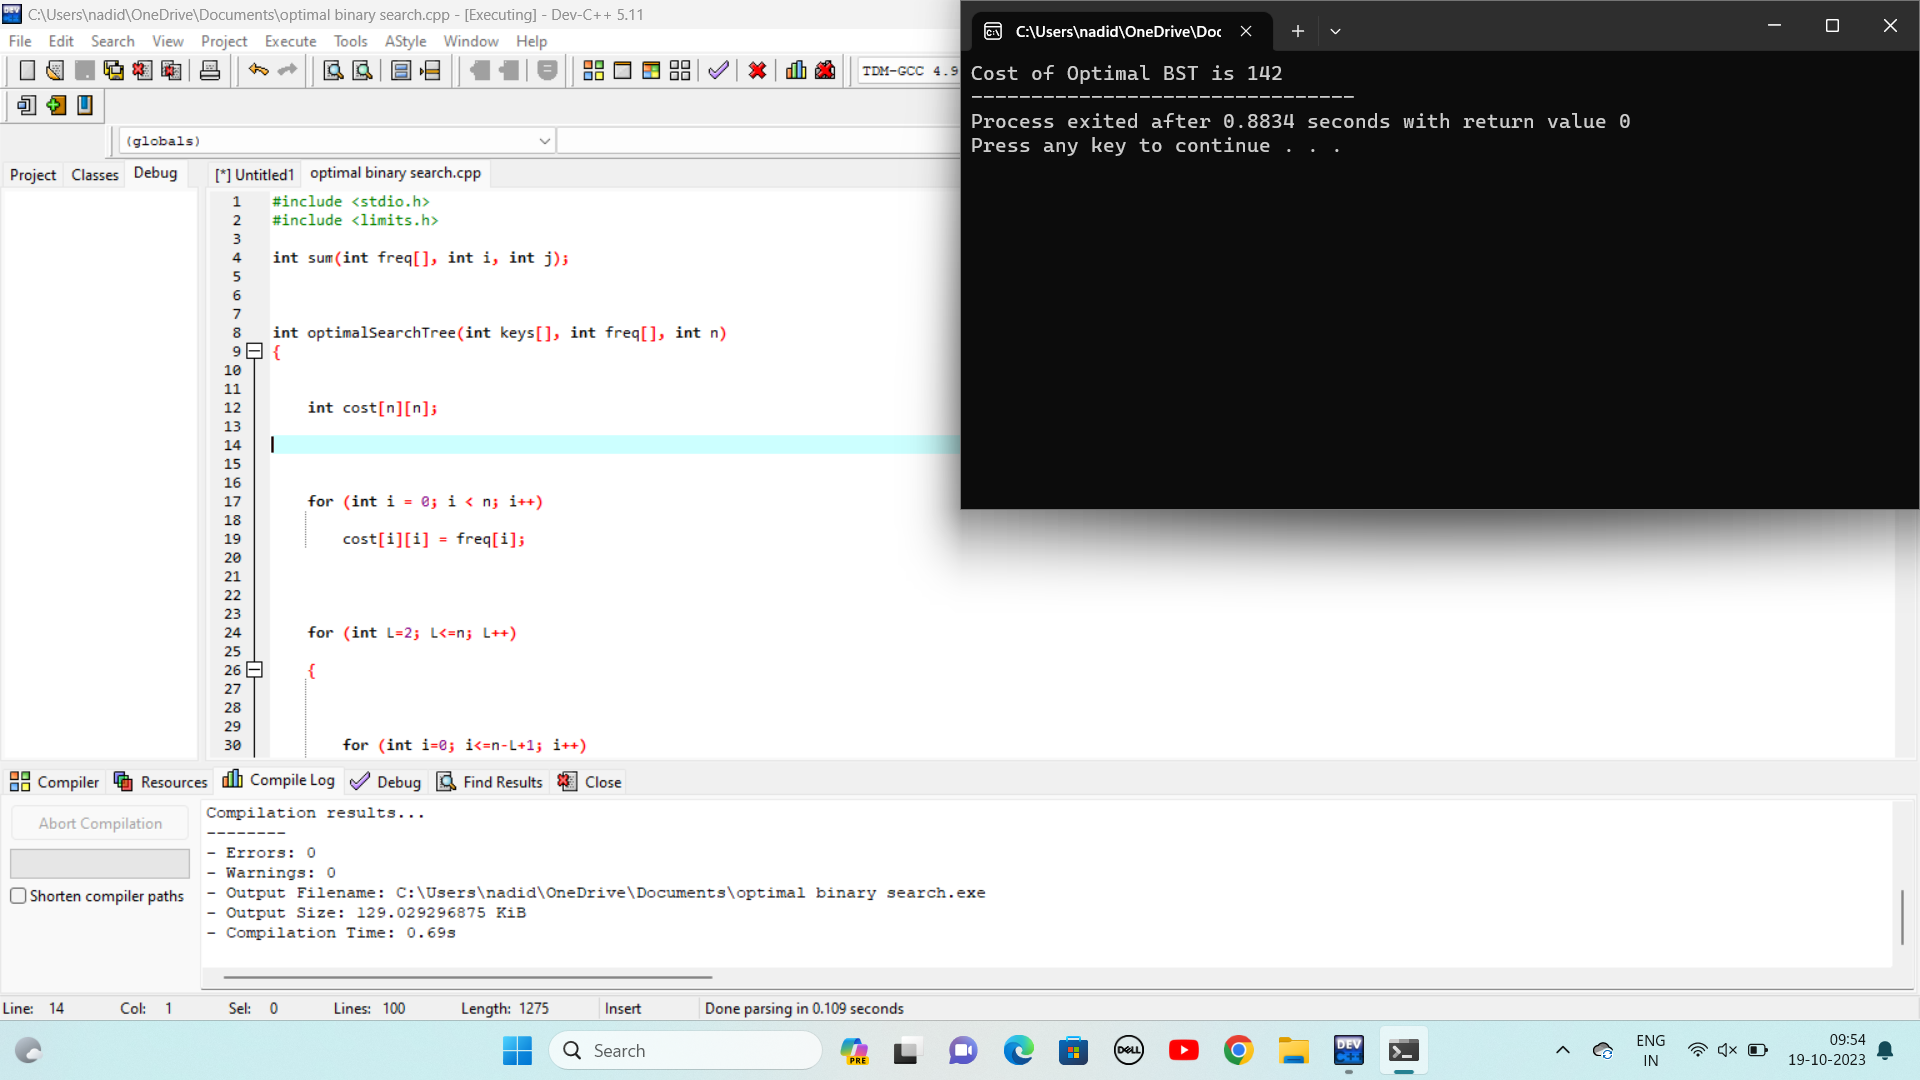 C:\Users\nadid\OneDrive\Documents\optimal binary search.cpp - [Executing] - Dev-C++ 5.11
File Edit Search View Project Execute Tools AStyle Window Help
TDM-GCC 4.9
(globals)
Project Classes Debug
[*] Untitled1 optimal binary search.cpp
1 #include <stdio.h>
2 #include <limits.h>
3
4 int sum(int freq[], int i, int j);
5
6
7
8 int optimalSearchTree(int keys[], int freq[], int n)
9 {
10
11
12 int cost[n][n];
13
14
15
16
17 for (int i = 0; i < n; i++)
18
19 cost[i][i] = freq[i];
20
21
22
23
24 for (int L=2; L<=n; L++)
25
26 {
27
28
29
30 for (int i=0; i<=n-L+1; i++)
C:\Users\nadid\OneDrive\Doc
Cost of Optimal BST is 142
--------------------------------
Process exited after 0.8834 seconds with return value 0
Press any key to continue . . .
Compiler Resources Compile Log Debug Find Results Close
Abort Compilation
Shorten compiler paths
Compilation results...
--------
- Errors: 0
- Warnings: 0
- Output Filename: C:\Users\nadid\OneDrive\Documents\optimal binary search.exe
- Output Size: 129.029296875 KiB
- Compilation Time: 0.69s
Line: 14 Col: 1 Sel: 0 Lines: 100 Length: 1275 Insert Done parsing in 0.109 seconds
Search
PRE
DELL
DEV
C++
ENG
IN
09:54
19-10-2023